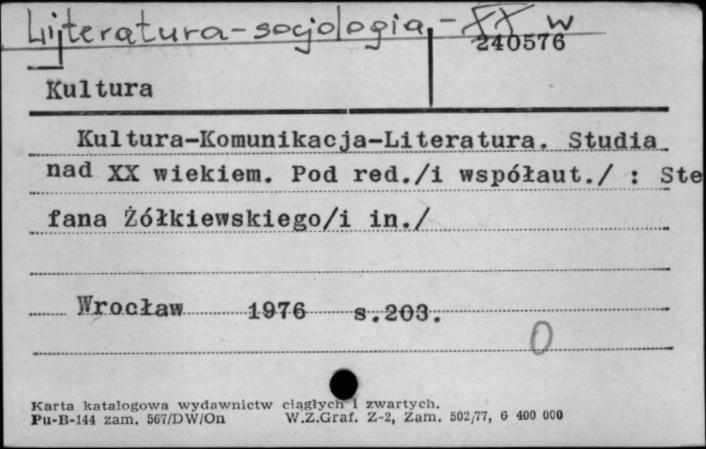 Literatura-socjologia, - XX w
240576
Kultura
Kultura-Komunikacja-Literatura. Studia
nad XX wiekiem. Pod red./i współaut./ : Ste
fana Żółkiewskiego/i in./
Wrocław 1976 s.203.
0
Karta katalogowa wydawnictw ciągłych i zwartych.
Pu-B-144 zam. 567/DW/On W.Z.Graf. Z-2, Zam. 502/77, 6 400 000